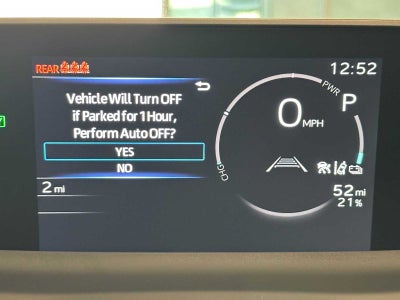 REAR
12:52
Vehicle Will Turn OFF
if Parked for 1 Hour,
Perform Auto OFF?
YES
NO
2 mi
PWR
P
0 MPH
CHG
52 mi
21 %